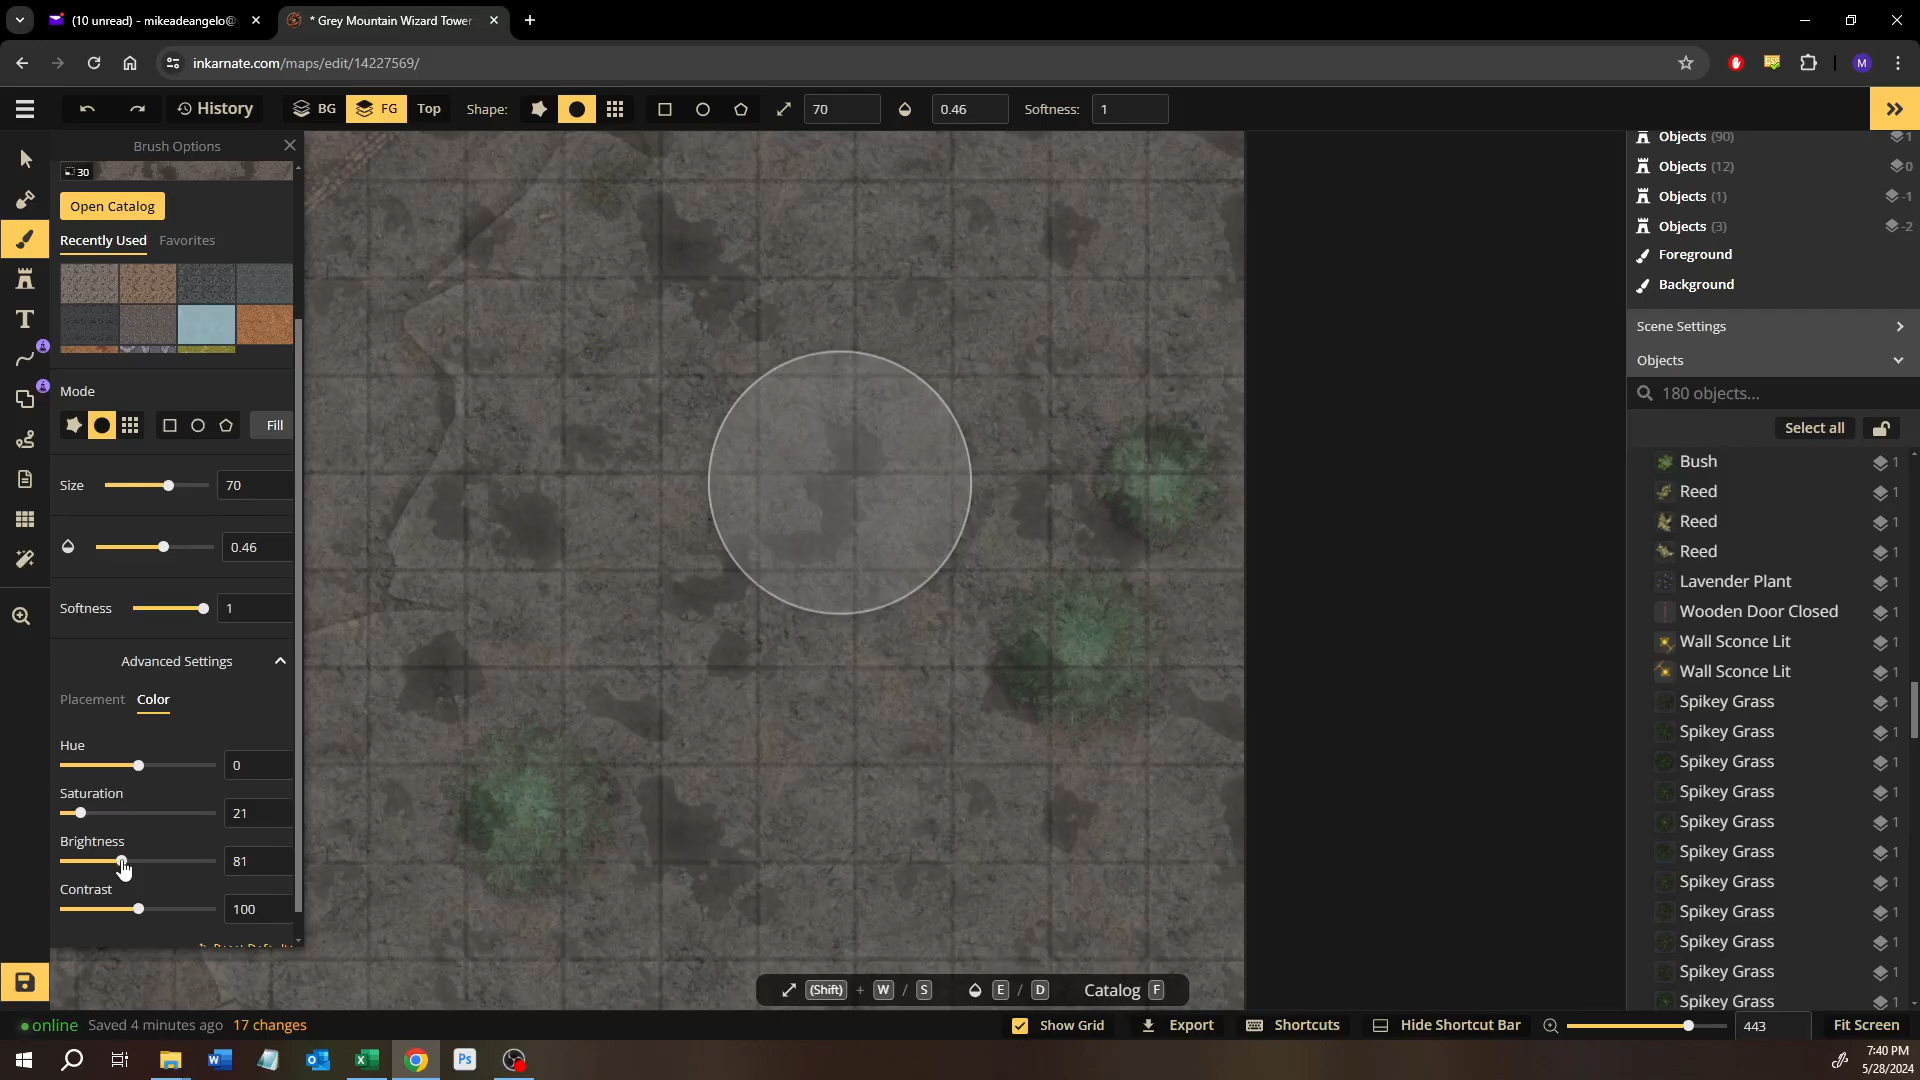 (10 unread) - mikeadeangelo@
* Grey Mountain Wizard Tower
inkarnate.com/maps/edit/14227569/
M
History
BG
FG
Top
Shape:
70
0.46
Softness:
1
Brush Options
30
Open Catalog
Recently Used
Favorites
Mode
Fill
Size
70
0.46
Softness
1
Advanced Settings
Placement
Color
Hue
0
Saturation
21
Brightness
81
Contrast
100
Objects (90)
1
Objects (12)
0
Objects (1)
-1
Objects (3)
-2
Foreground
Background
Scene Settings
Objects
180 objects...
Select all
Bush 1
Reed 1
Reed 1
Reed 1
Lavender Plant 1
Wooden Door Closed 1
Wall Sconce Lit 1
Wall Sconce Lit 1
Spikey Grass 1
Spikey Grass 1
Spikey Grass 1
Spikey Grass 1
Spikey Grass 1
Spikey Grass 1
Spikey Grass 1
Spikey Grass 1
Spikey Grass 1
Spikey Grass 1
Spikey Grass 1
(Shift) + W / S
E / D
Catalog F
online Saved 4 minutes ago 17 changes
Show Grid
Export
Shortcuts
Hide Shortcut Bar
443
Fit Screen
Ps
7:40 PM
5/28/2024